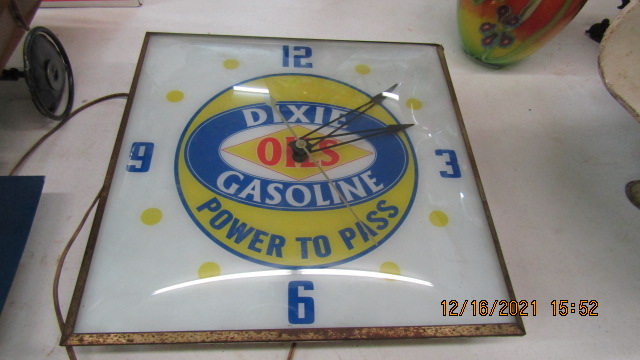 12
DIXIE
9
OILS
3
GASOLINE
POWER TO PASS
6
12/16/2021 15:52